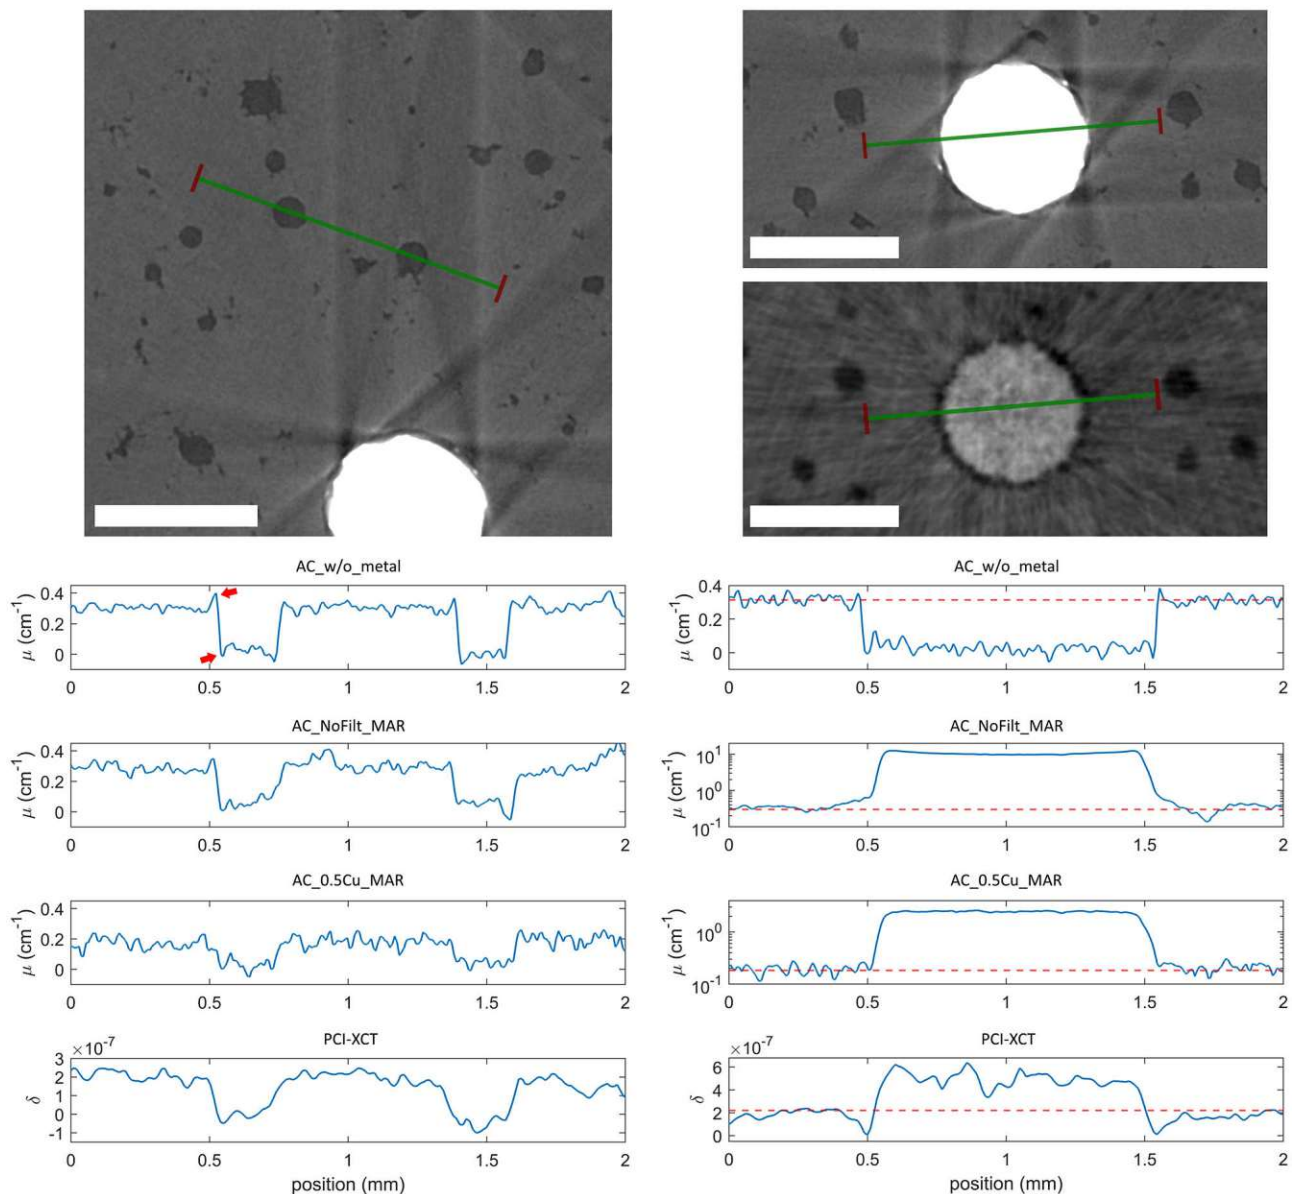 AC_w/o_metal
μ (cm⁻¹)
0.4
0.2
0
0 0.5 1 1.5 2
AC_NoFilt_MAR
μ (cm⁻¹)
0.4
0.2
0
0 0.5 1 1.5 2
AC_0.5Cu_MAR
μ (cm⁻¹)
0.4
0.2
0
0 0.5 1 1.5 2
PCI-XCT
×10⁻⁷
δ
3
2
1
0
-1
0 0.5 1 1.5 2
position (mm)
AC_w/o_metal
μ (cm⁻¹)
0.4
0.2
0
0 0.5 1 1.5 2
AC_NoFilt_MAR
μ (cm⁻¹)
10¹
10⁰
10⁻¹
0 0.5 1 1.5 2
AC_0.5Cu_MAR
μ (cm⁻¹)
10⁰
10⁻¹
0 0.5 1 1.5 2
PCI-XCT
×10⁻⁷
δ
6
4
2
0
0 0.5 1 1.5 2
position (mm)